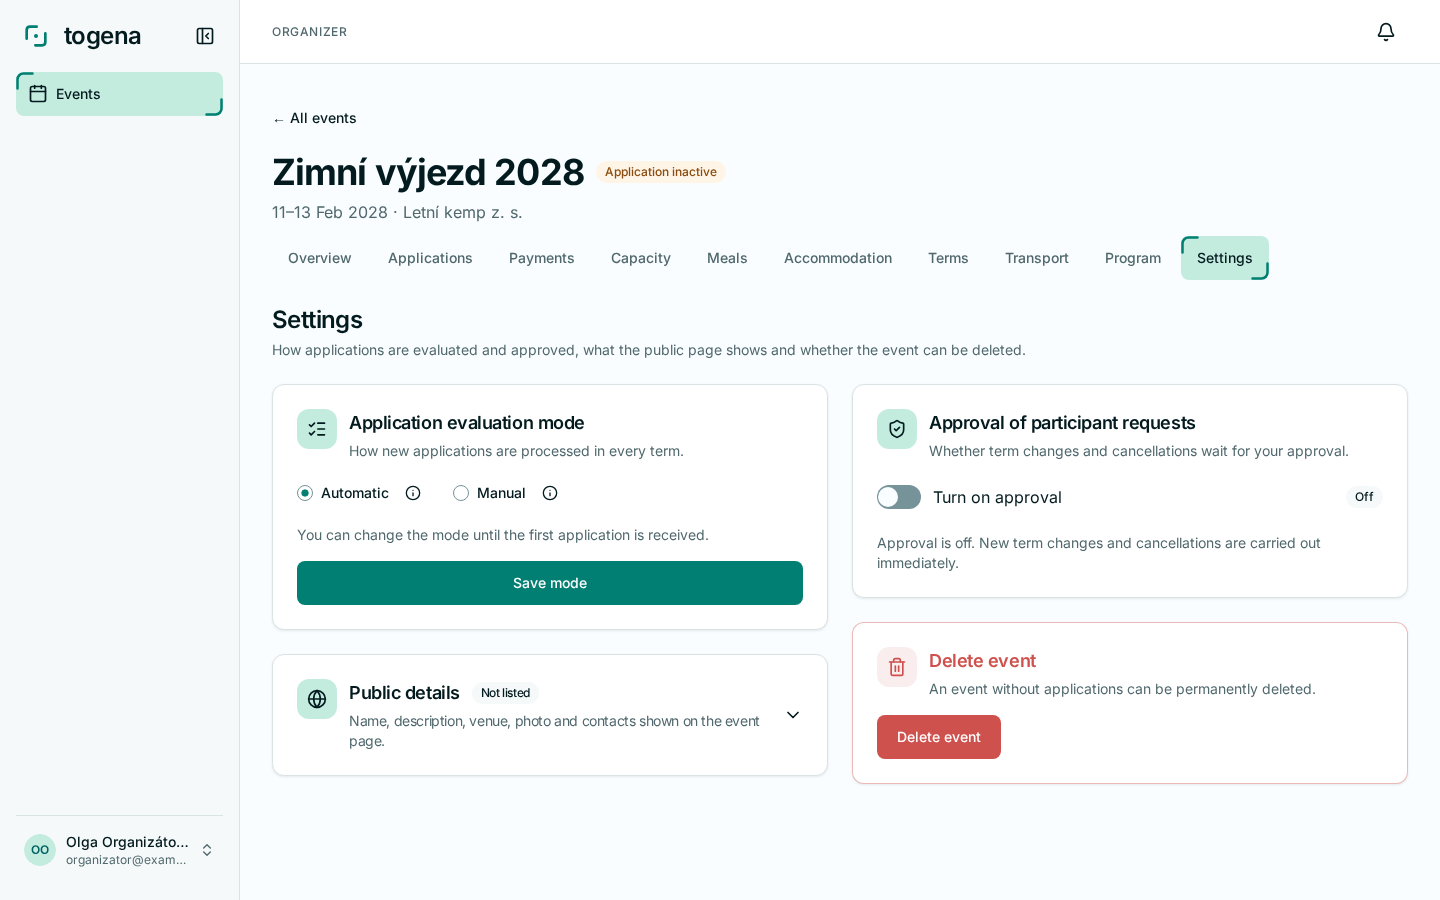 togena
Events
ORGANIZER
← All events
Zimní výjezd 2028
Application inactive
11–13 Feb 2028 · Letní kemp z. s.
Overview
Applications
Payments
Capacity
Meals
Accommodation
Terms
Transport
Program
Settings
Settings
How applications are evaluated and approved, what the public page shows and whether the event can be deleted.
Application evaluation mode
How new applications are processed in every term.
Automatic
Manual
You can change the mode until the first application is received.
Save mode
Public details
Not listed
Name, description, venue, photo and contacts shown on the event
page.
Approval of participant requests
Whether term changes and cancellations wait for your approval.
Turn on approval
Off
Approval is off. New term changes and cancellations are carried out
immediately.
Delete event
An event without applications can be permanently deleted.
Delete event
OO
Olga Organizáto...
organizator@exam...